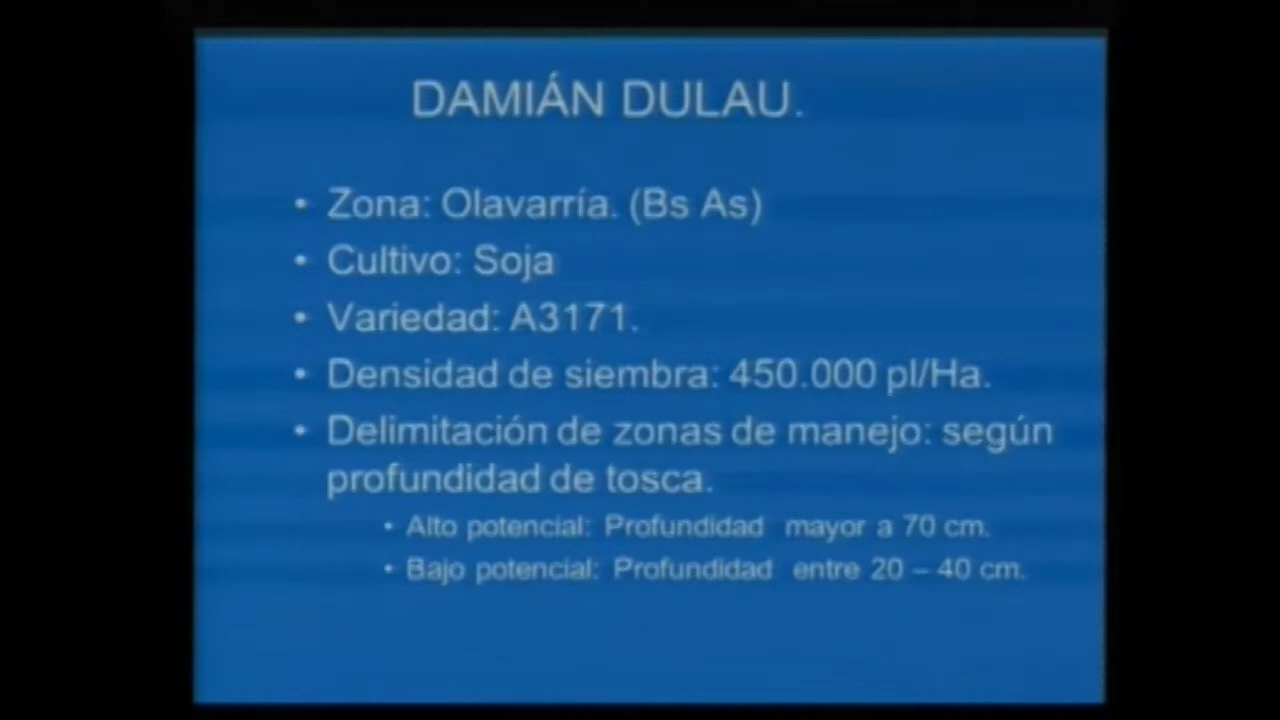 DAMIÁN DULAU.
• Zona: Olavarría. (Bs As)
• Cultivo: Soja
• Variedad: A3171.
• Densidad de siembra: 450.000 pl/Ha.
• Delimitación de zonas de manejo: según
profundidad de tosca.
• Alto potencial: Profundidad mayor a 70 cm.
• Bajo potencial: Profundidad entre 20 – 40 cm.